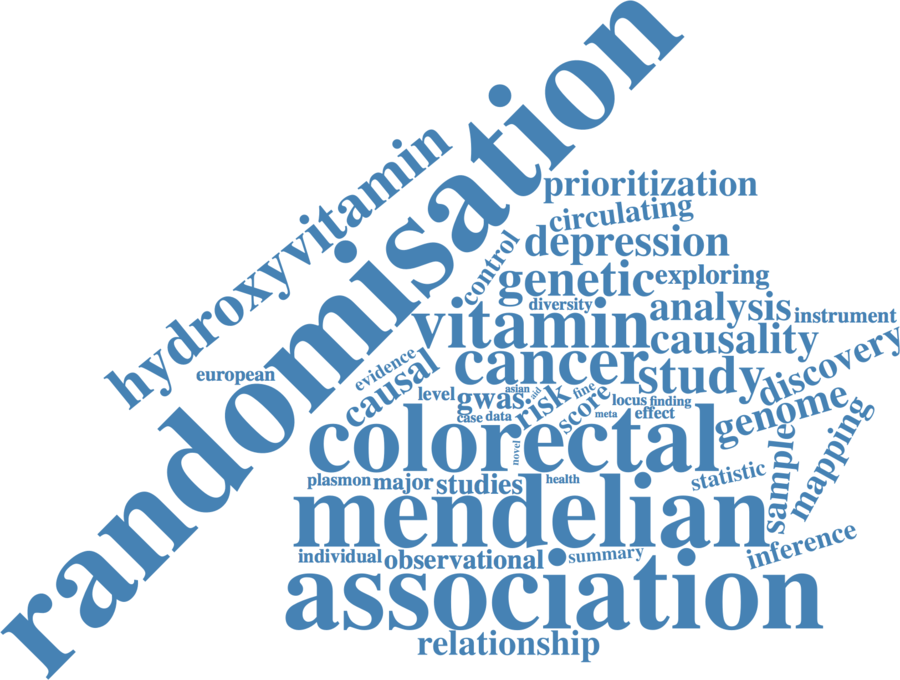 randomisation
hydroxyvitamin
prioritization
circulating
control
depression
genetic
exploring
diversity
vitamin
analysis
instrument
causality
european
evidence
causal
cancer
study
discovery
level
gwas
asian
aid
risk
fine
score
locus
finding
genome
case
data
meta
effect
mapping
colorectal
novel
sample
plasmon
major
studies
health
statistic
mendelian
individual
observational
summary
inference
association
relationship